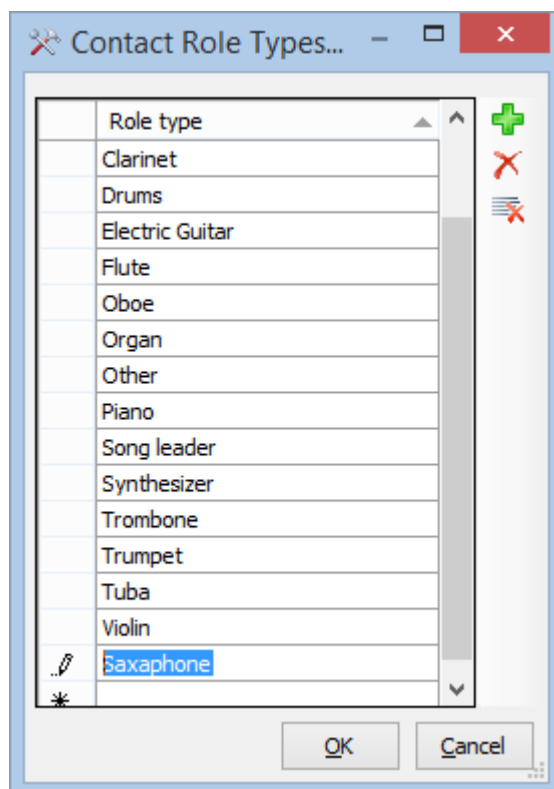 Contact Role Types...
Role type
Clarinet
Drums
Electric Guitar
Flute
Oboe
Organ
Other
Piano
Song leader
Synthesizer
Trombone
Trumpet
Tuba
Violin
Saxaphone
OK Cancel